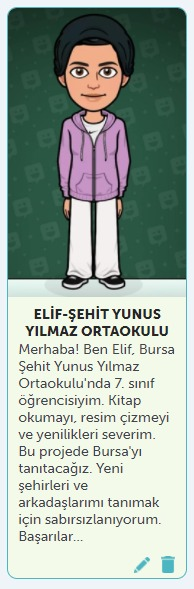 ELİF-ŞEHİT YUNUS
YILMAZ ORTAOKULU
Merhaba! Ben Elif, Bursa
Şehit Yunus Yılmaz
Ortaokulu'nda 7. sınıf
öğrencisiyim. Kitap
okumayı, resim çizmeyi
ve yenilikleri severim.
Bu projede Bursa'yı
tanıtacağız. Yeni
şehirleri ve
arkadaşlarımı tanımak
için sabırsızlanıyorum.
Başarılar...